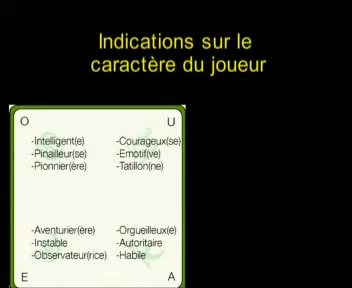 Indications sur le
caractère du joueur
O U
-Intelligent(e) -Courageux(se)
-Pinailleur(se) -Emotif(ve)
-Pionnier(ère) -Tatillon(ne)
-Aventurier(ère) -Orgueilleux(e)
-Instable -Autoritaire
-Observateur(rice) -Habile
E A